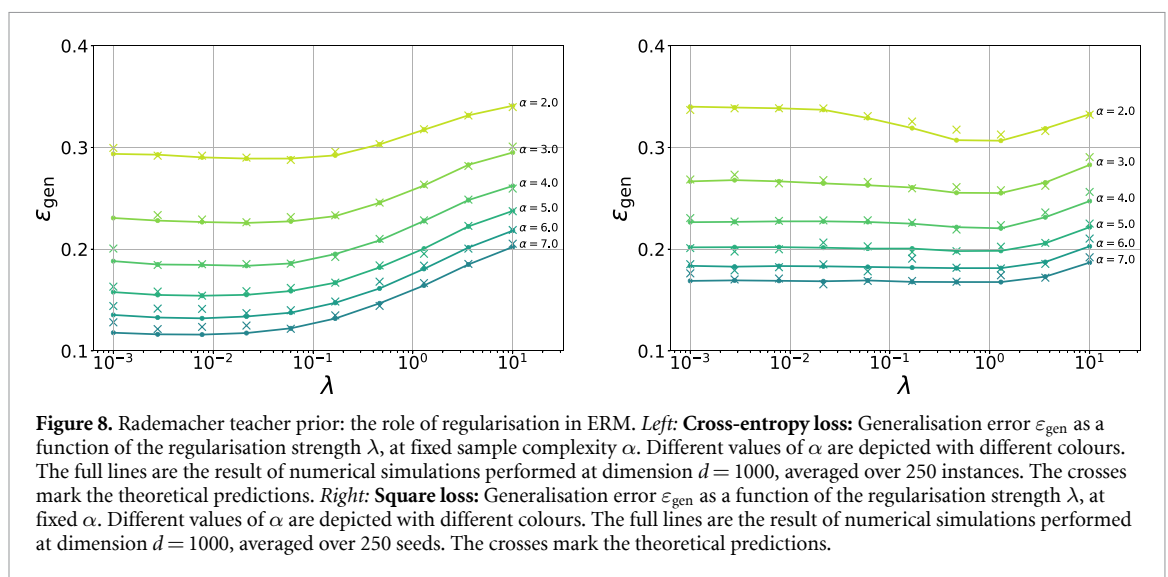 0.4
0.3
0.2
0.1
ε_gen
10⁻³
10⁻²
10⁻¹
10⁰
10¹
λ
α = 2.0
α = 3.0
α = 4.0
α = 5.0
α = 6.0
α = 7.0
0.4
0.3
0.2
0.1
ε_gen
10⁻³
10⁻²
10⁻¹
10⁰
10¹
λ
α = 2.0
α = 3.0
α = 4.0
α = 5.0
α = 6.0
α = 7.0
Figure 8. Rademacher teacher prior: the role of regularisation in ERM. Left: Cross-entropy loss: Generalisation error ε_gen as a
function of the regularisation strength λ, at fixed sample complexity α. Different values of α are depicted with different colours.
The full lines are the result of numerical simulations performed at dimension d = 1000, averaged over 250 instances. The crosses
mark the theoretical predictions. Right: Square loss: Generalisation error ε_gen as a function of the regularisation strength λ, at
fixed α. Different values of α are depicted with different colours. The full lines are the result of numerical simulations performed
at dimension d = 1000, averaged over 250 seeds. The crosses mark the theoretical predictions.